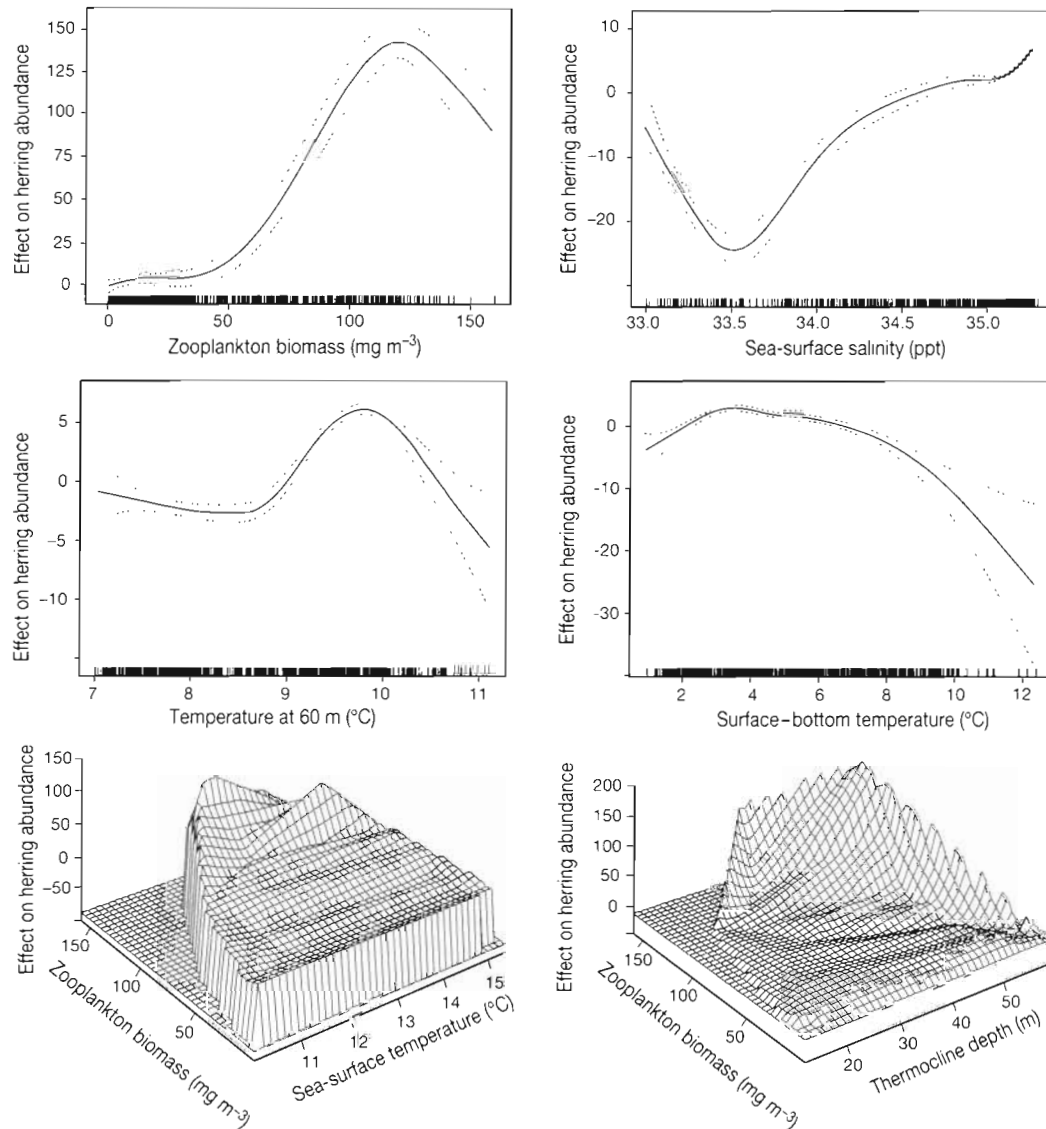 Effect on herring abundance
150
125
100
75
50
25
0
0 50 100 150
Zooplankton biomass (mg m⁻³)
Effect on herring abundance
10
0
−10
−20
33.0 33.5 34.0 34.5 35.0
Sea-surface salinity (ppt)
Effect on herring abundance
5
0
−5
−10
7 8 9 10 11
Temperature at 60 m (°C)
Effect on herring abundance
0
−10
−20
−30
2 4 6 8 10 12
Surface–bottom temperature (°C)
Effect on herring abundance
150
100
50
0
−50
150
100
50
Zooplankton biomass (mg m⁻³)
11 12 13 14 15
Sea-surface temperature (°C)
Effect on herring abundance
200
150
100
50
0
150
100
50
Zooplankton biomass (mg m⁻³)
20 30 40 50
Thermocline depth (m)